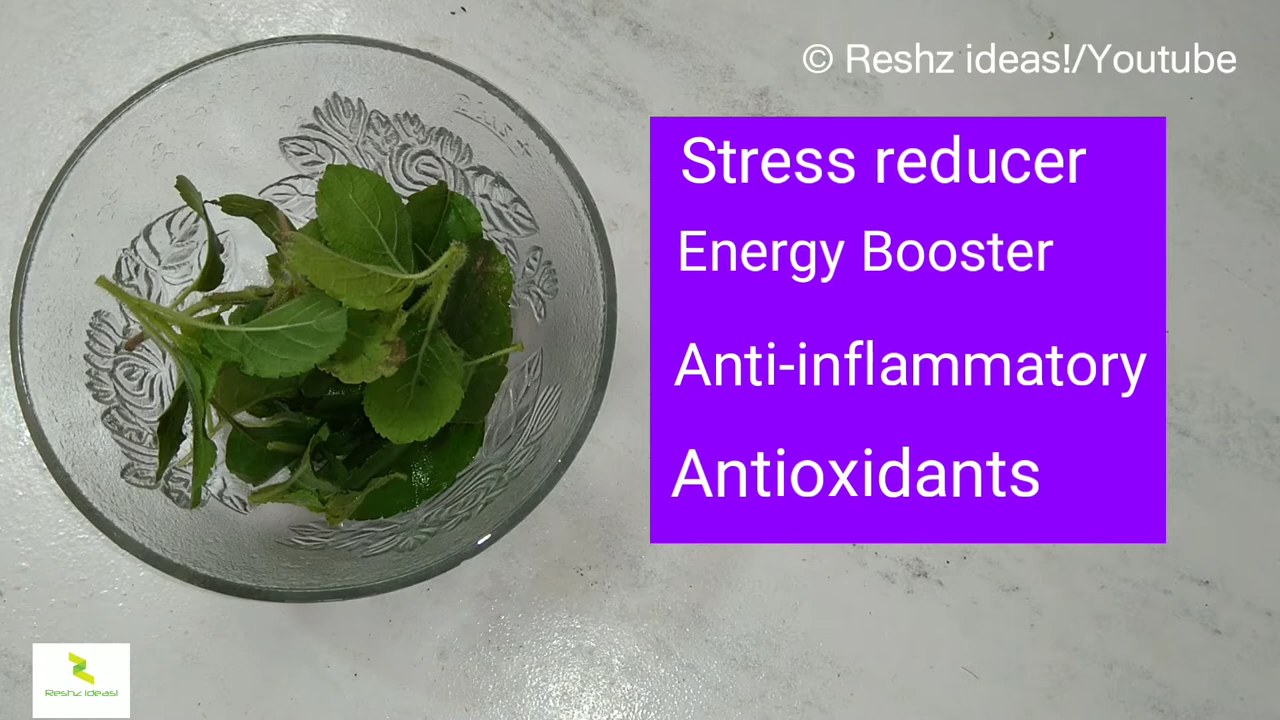 © Reshz ideas!/Youtube
Stress reducer
Energy Booster
Anti-inflammatory
Antioxidants
Reshz ideas!